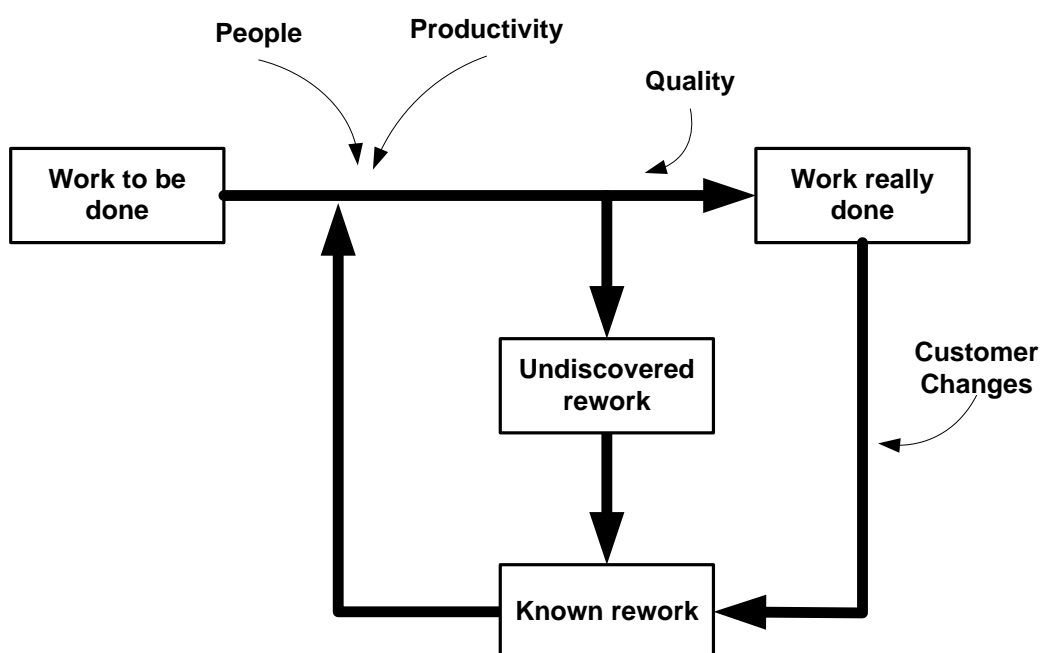 People
Productivity
Quality
Work to be
done
Work really
done
Undiscovered
rework
Customer
Changes
Known rework